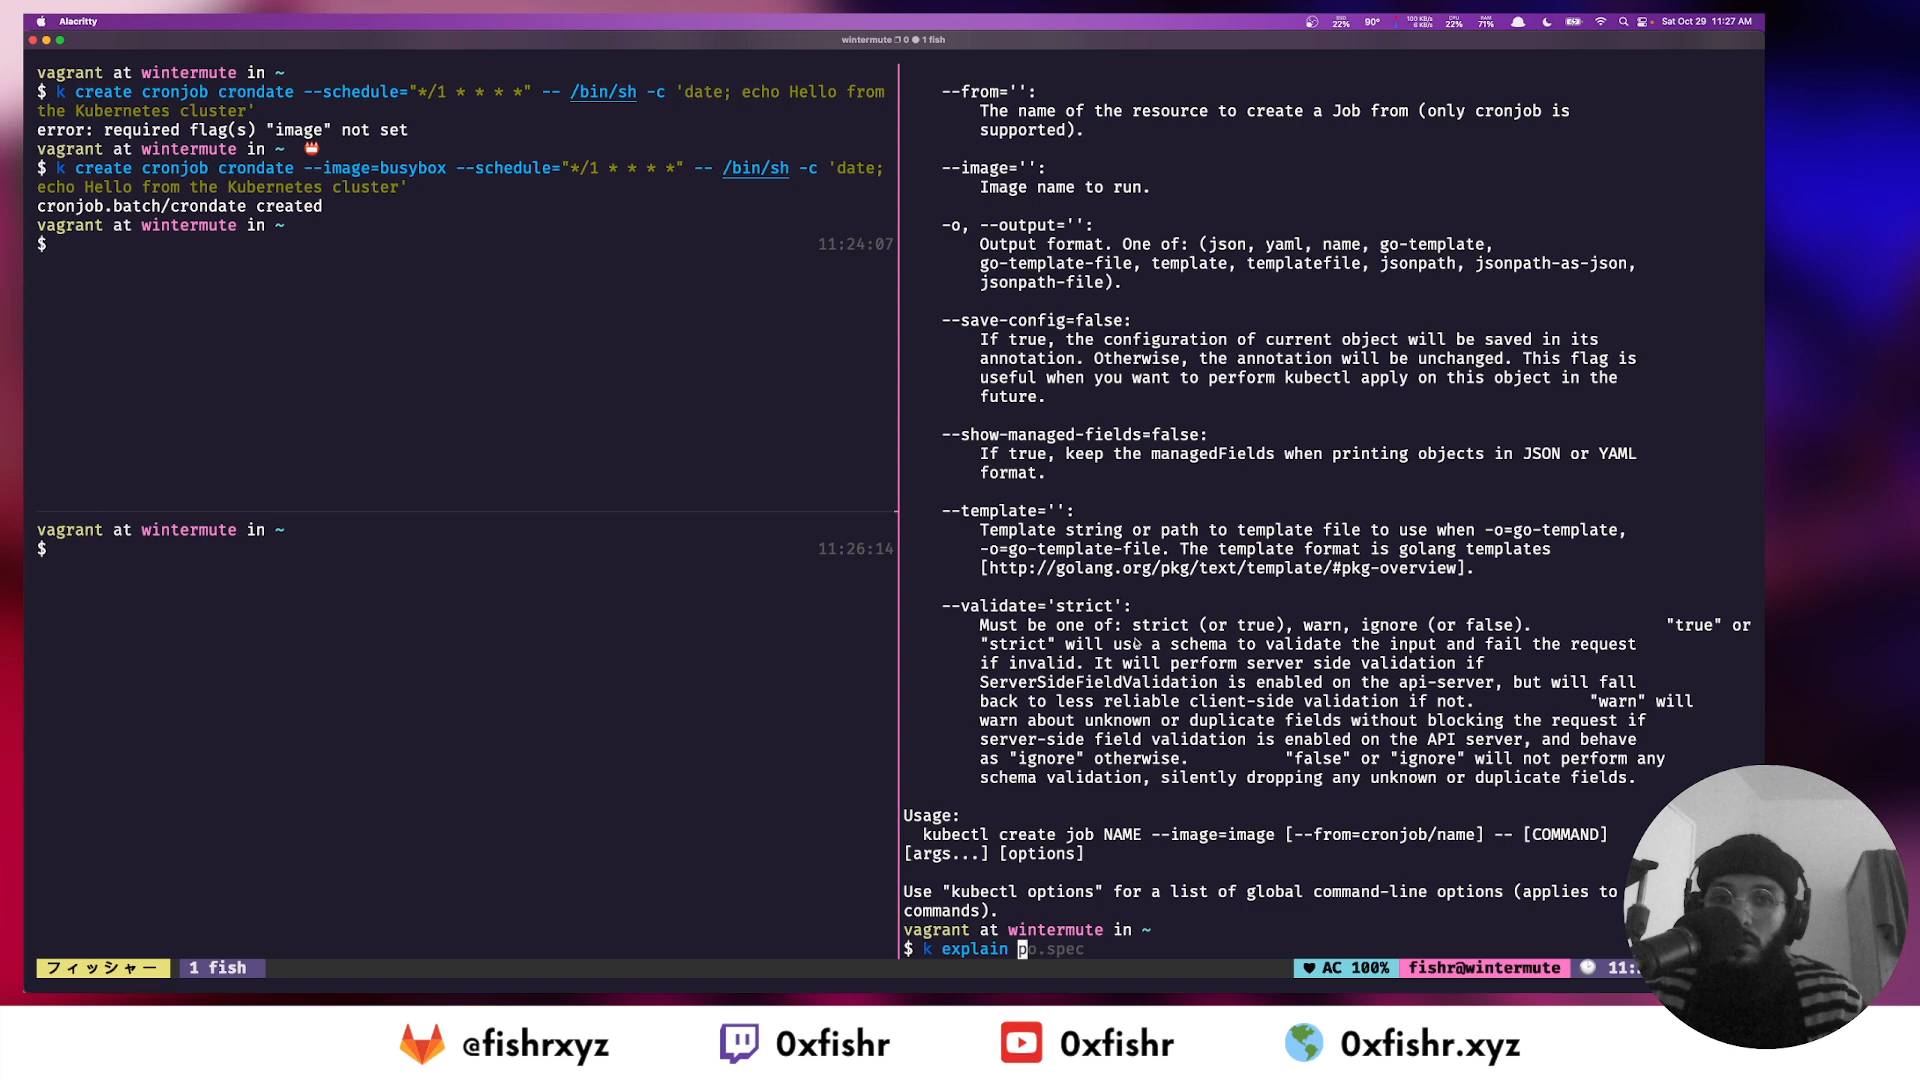 Alacritty
SSD
22%
90°
100 KB/s
6 KB/s
CPU
22%
RAM
71%
Sat Oct 29 11:27 AM
wintermute 0 1 fish
vagrant at wintermute in ~
$ k create cronjob crondate --schedule="*/1 * * * *" -- /bin/sh -c 'date; echo Hello from
the Kubernetes cluster'
error: required flag(s) "image" not set
vagrant at wintermute in ~
$ k create cronjob crondate --image=busybox --schedule="*/1 * * * *" -- /bin/sh -c 'date;
echo Hello from the Kubernetes cluster'
cronjob.batch/crondate created
vagrant at wintermute in ~
$ 11:24:07
vagrant at wintermute in ~
$ 11:26:14
--from='':
The name of the resource to create a Job from (only cronjob is
supported).
--image='':
Image name to run.
-o, --output='':
Output format. One of: (json, yaml, name, go-template,
go-template-file, template, templatefile, jsonpath, jsonpath-as-json,
jsonpath-file).
--save-config=false:
If true, the configuration of current object will be saved in its
annotation. Otherwise, the annotation will be unchanged. This flag is
useful when you want to perform kubectl apply on this object in the
future.
--show-managed-fields=false:
If true, keep the managedFields when printing objects in JSON or YAML
format.
--template='':
Template string or path to template file to use when -o=go-template,
-o=go-template-file. The template format is golang templates
[http://golang.org/pkg/text/template/#pkg-overview].
--validate='strict':
Must be one of: strict (or true), warn, ignore (or false). "true" or
"strict" will use a schema to validate the input and fail the request
if invalid. It will perform server side validation if
ServerSideFieldValidation is enabled on the api-server, but will fall
back to less reliable client-side validation if not. "warn" will
warn about unknown or duplicate fields without blocking the request if
server-side field validation is enabled on the API server, and behave
as "ignore" otherwise. "false" or "ignore" will not perform any
schema validation, silently dropping any unknown or duplicate fields.
Usage:
kubectl create job NAME --image=image [--from=cronjob/name] -- [COMMAND]
[args...] [options]
Use "kubectl options" for a list of global command-line options (applies to
commands).
vagrant at wintermute in ~
$ k explain po.spec
フィッシャー 1 fish
♥ AC 100% fishr@wintermute 11:
@fishrxyz
0xfishr
0xfishr
0xfishr.xyz